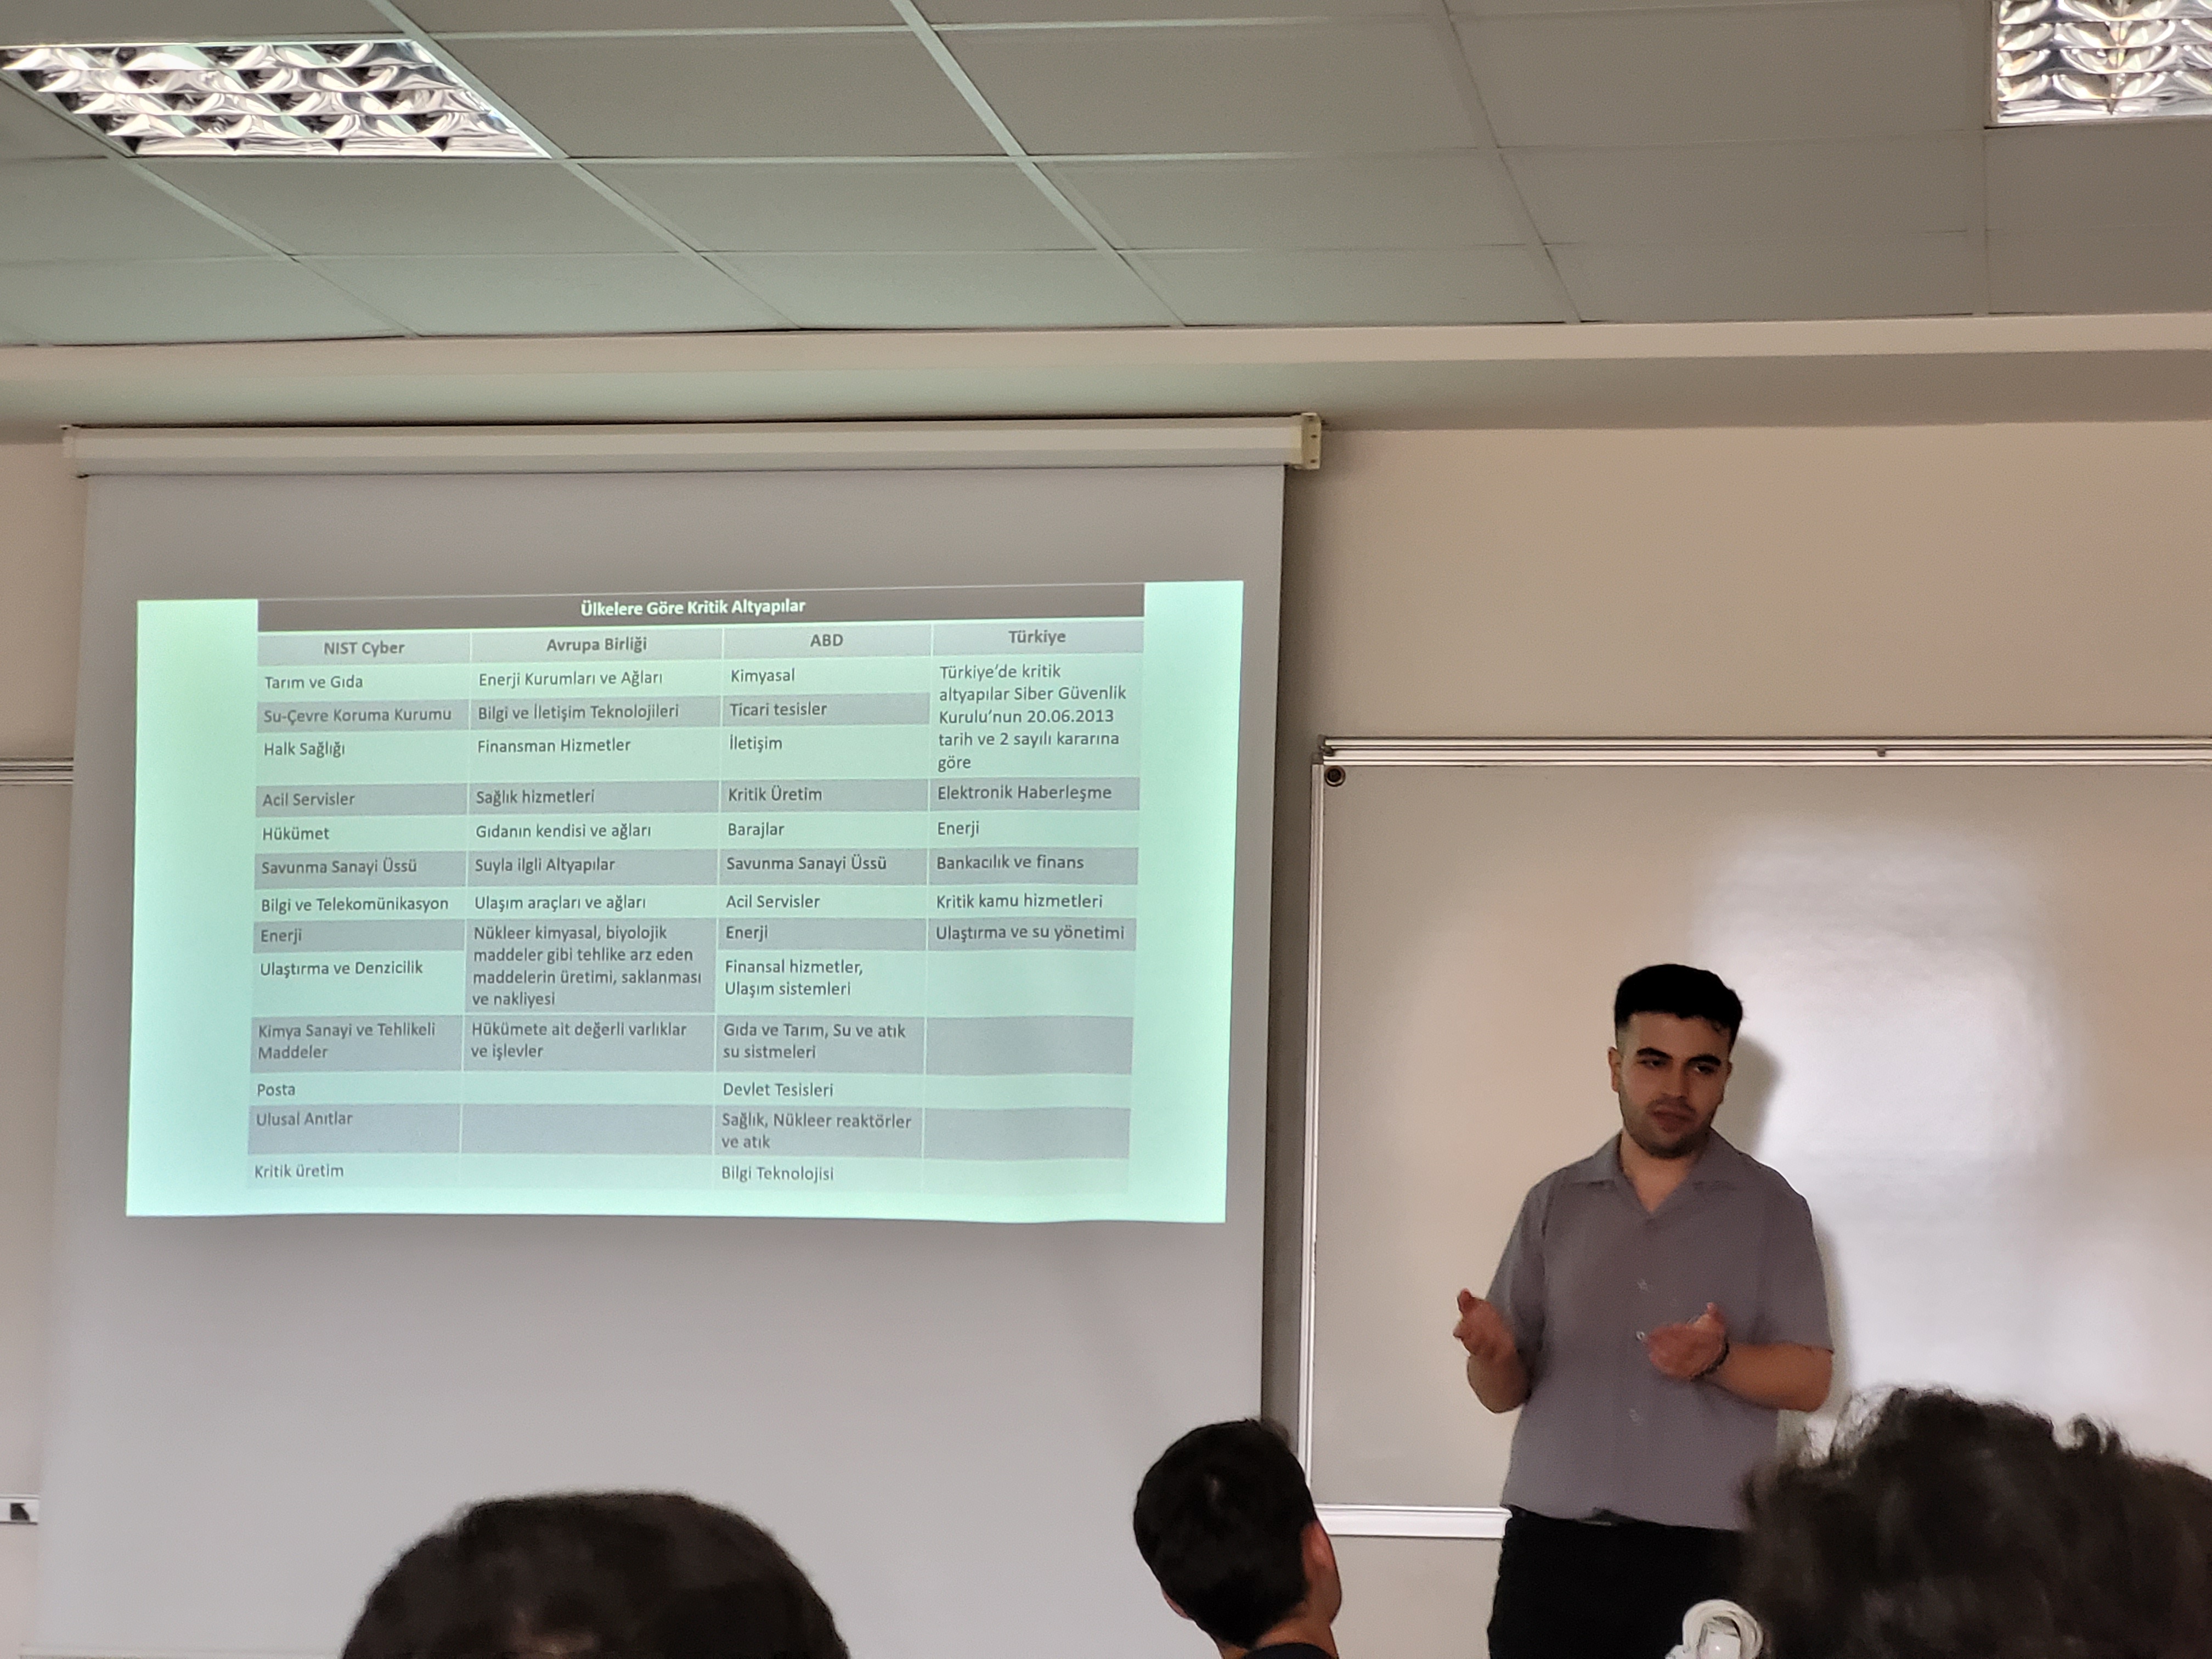 Ülkelere Göre Kritik Altyapılar
NIST Cyber
Avrupa Birliği
ABD
Türkiye
Tarım ve Gıda
Enerji Kurumları ve Ağları
Kimyasal
Türkiye'de kritik
altyapılar Siber Güvenlik
Kurulu'nun 20.06.2013
tarih ve 2 sayılı kararına
göre
Su-Çevre Koruma Kurumu
Bilgi ve İletişim Teknolojileri
Ticari tesisler
Halk Sağlığı
Finansman Hizmetler
İletişim
Acil Servisler
Sağlık hizmetleri
Kritik Üretim
Elektronik Haberleşme
Hükümet
Gıdanın kendisi ve ağları
Barajlar
Enerji
Savunma Sanayi Üssü
Suyla ilgli Altyapılar
Savunma Sanayi Üssü
Bankacılık ve finans
Bilgi ve Telekomünikasyon
Ulaşım araçları ve ağları
Acil Servisler
Kritik kamu hizmetleri
Enerji
Nükleer kimyasal, biyolojik
maddeler gibi tehlike arz eden
maddelerin üretimi, saklanması
ve nakliyesi
Enerji
Ulaştırma ve su yönetimi
Ulaştırma ve Denizcilik
Finansal hizmetler,
Ulaşım sistemleri
Kimya Sanayi ve Tehlikeli
Maddeler
Hükümete ait değerli varlıklar
ve işlevler
Gıda ve Tarım, Su ve atık
su sistmeleri
Posta
Devlet Tesisleri
Ulusal Anıtlar
Sağlık, Nükleer reaktörler
ve atık
Kritik üretim
Bilgi Teknolojisi